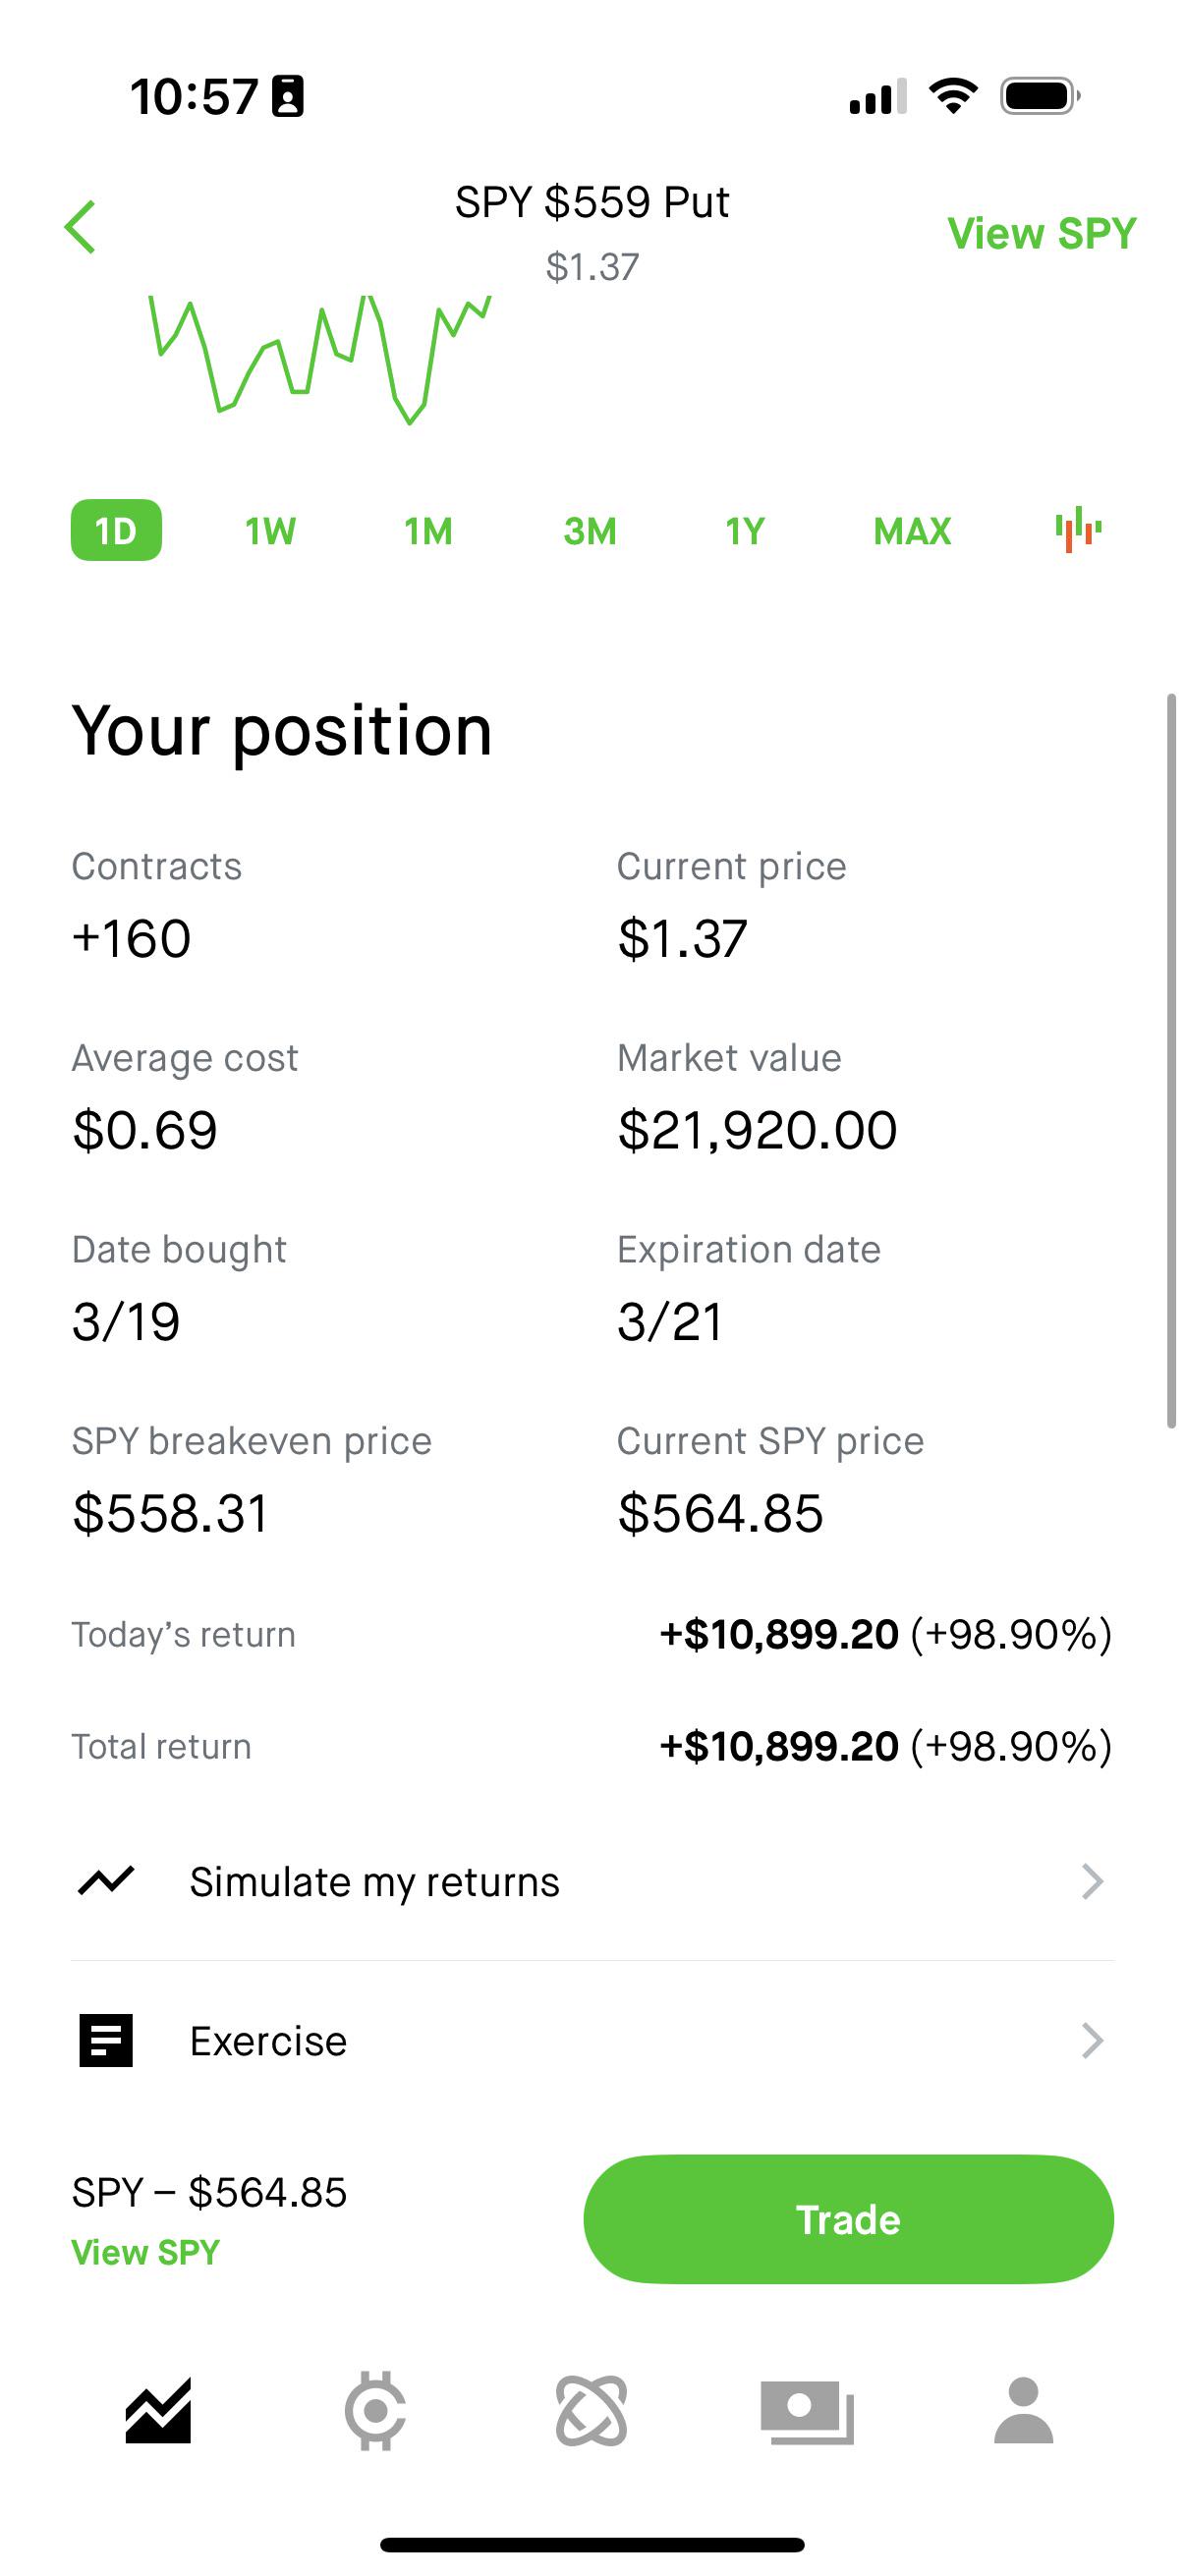 10:57
SPY $559 Put
$1.37
View SPY
1D 1W 1M 3M 1Y MAX
Your position
Contracts Current price
+160 $1.37
Average cost Market value
$0.69 $21,920.00
Date bought Expiration date
3/19 3/21
SPY breakeven price Current SPY price
$558.31 $564.85
Today’s return +$10,899.20 (+98.90%)
Total return +$10,899.20 (+98.90%)
Simulate my returns
Exercise
SPY – $564.85
View SPY
Trade